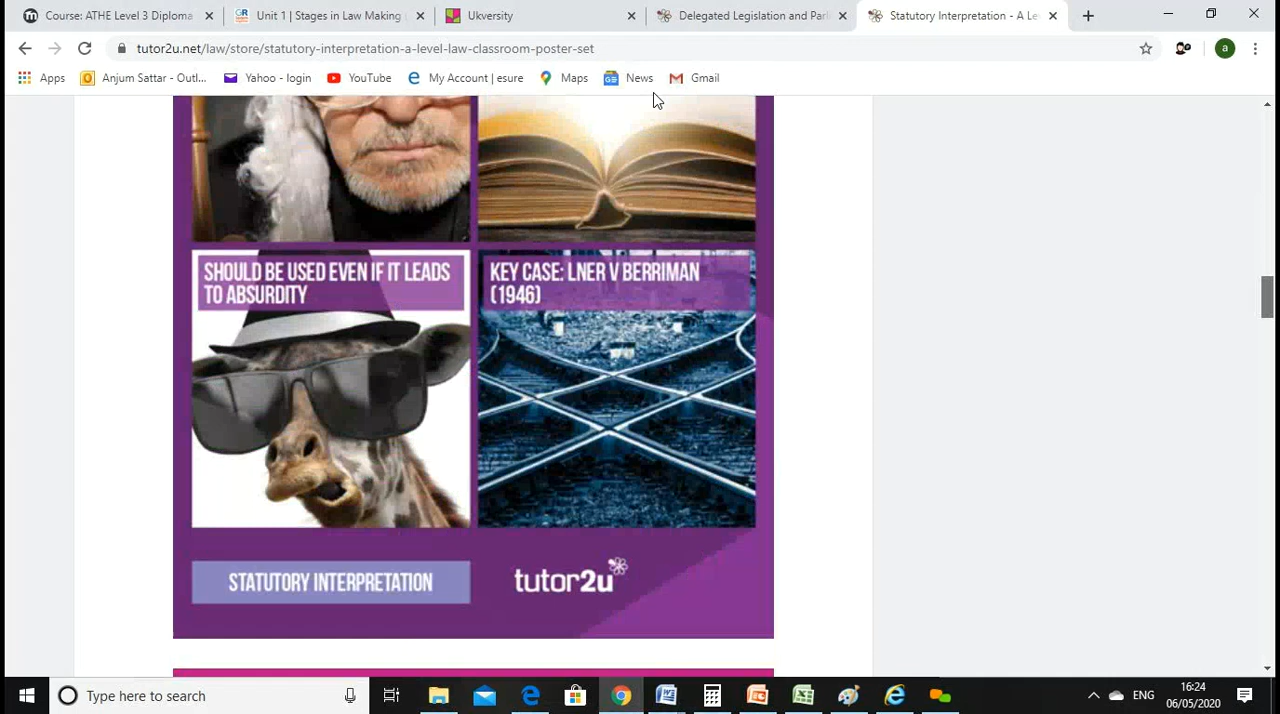 Course: ATHE Level 3 Diploma
Unit 1 | Stages in Law Making
Ukversity
Delegated Legislation and Parli
Statutory Interpretation - A Le
tutor2u.net/law/store/statutory-interpretation-a-level-law-classroom-poster-set
a
Apps
Anjum Sattar - Outl...
Yahoo - login
YouTube
My Account | esure
Maps
News
Gmail
SHOULD BE USED EVEN IF IT LEADS
TO ABSURDITY
KEY CASE: LNER V BERRIMAN
(1946)
STATUTORY INTERPRETATION
tutor2u
Type here to search
ENG
16:24
06/05/2020